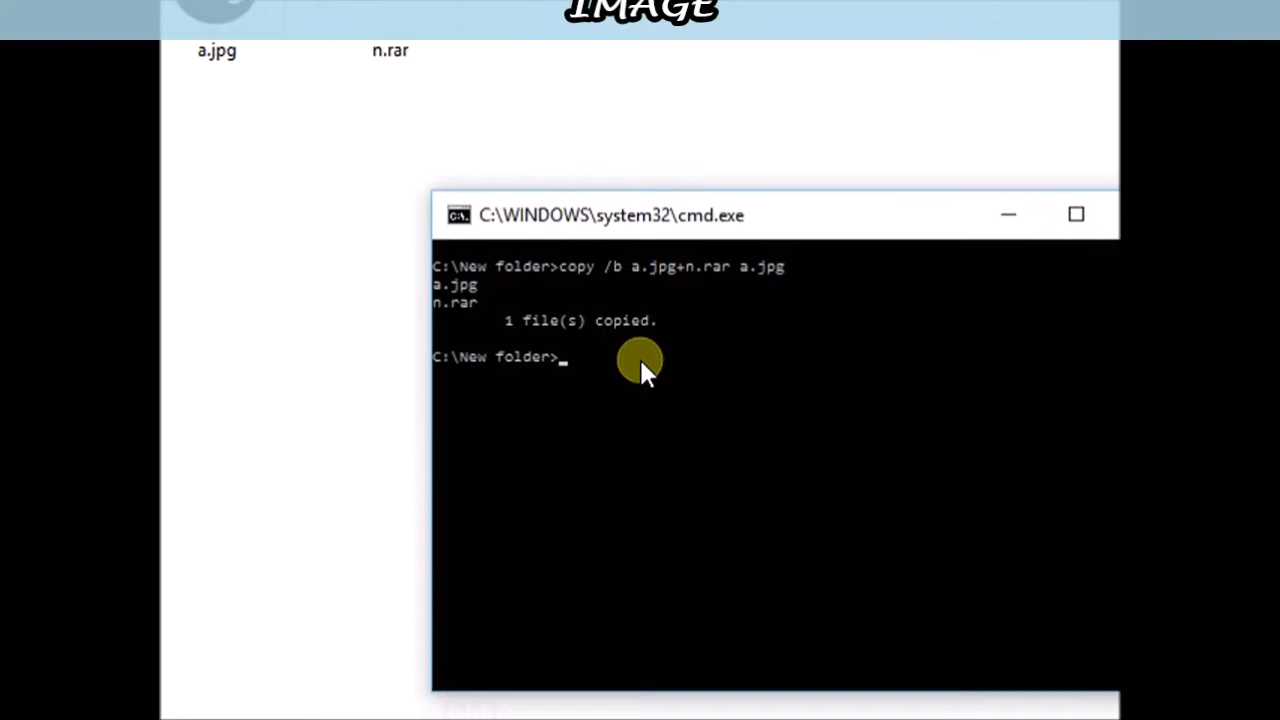 IMAGE
a.jpg n.rar
C:\WINDOWS\system32\cmd.exe
C:\New folder>copy /b a.jpg+n.rar a.jpg
a.jpg
n.rar
1 file(s) copied.
C:\New folder>